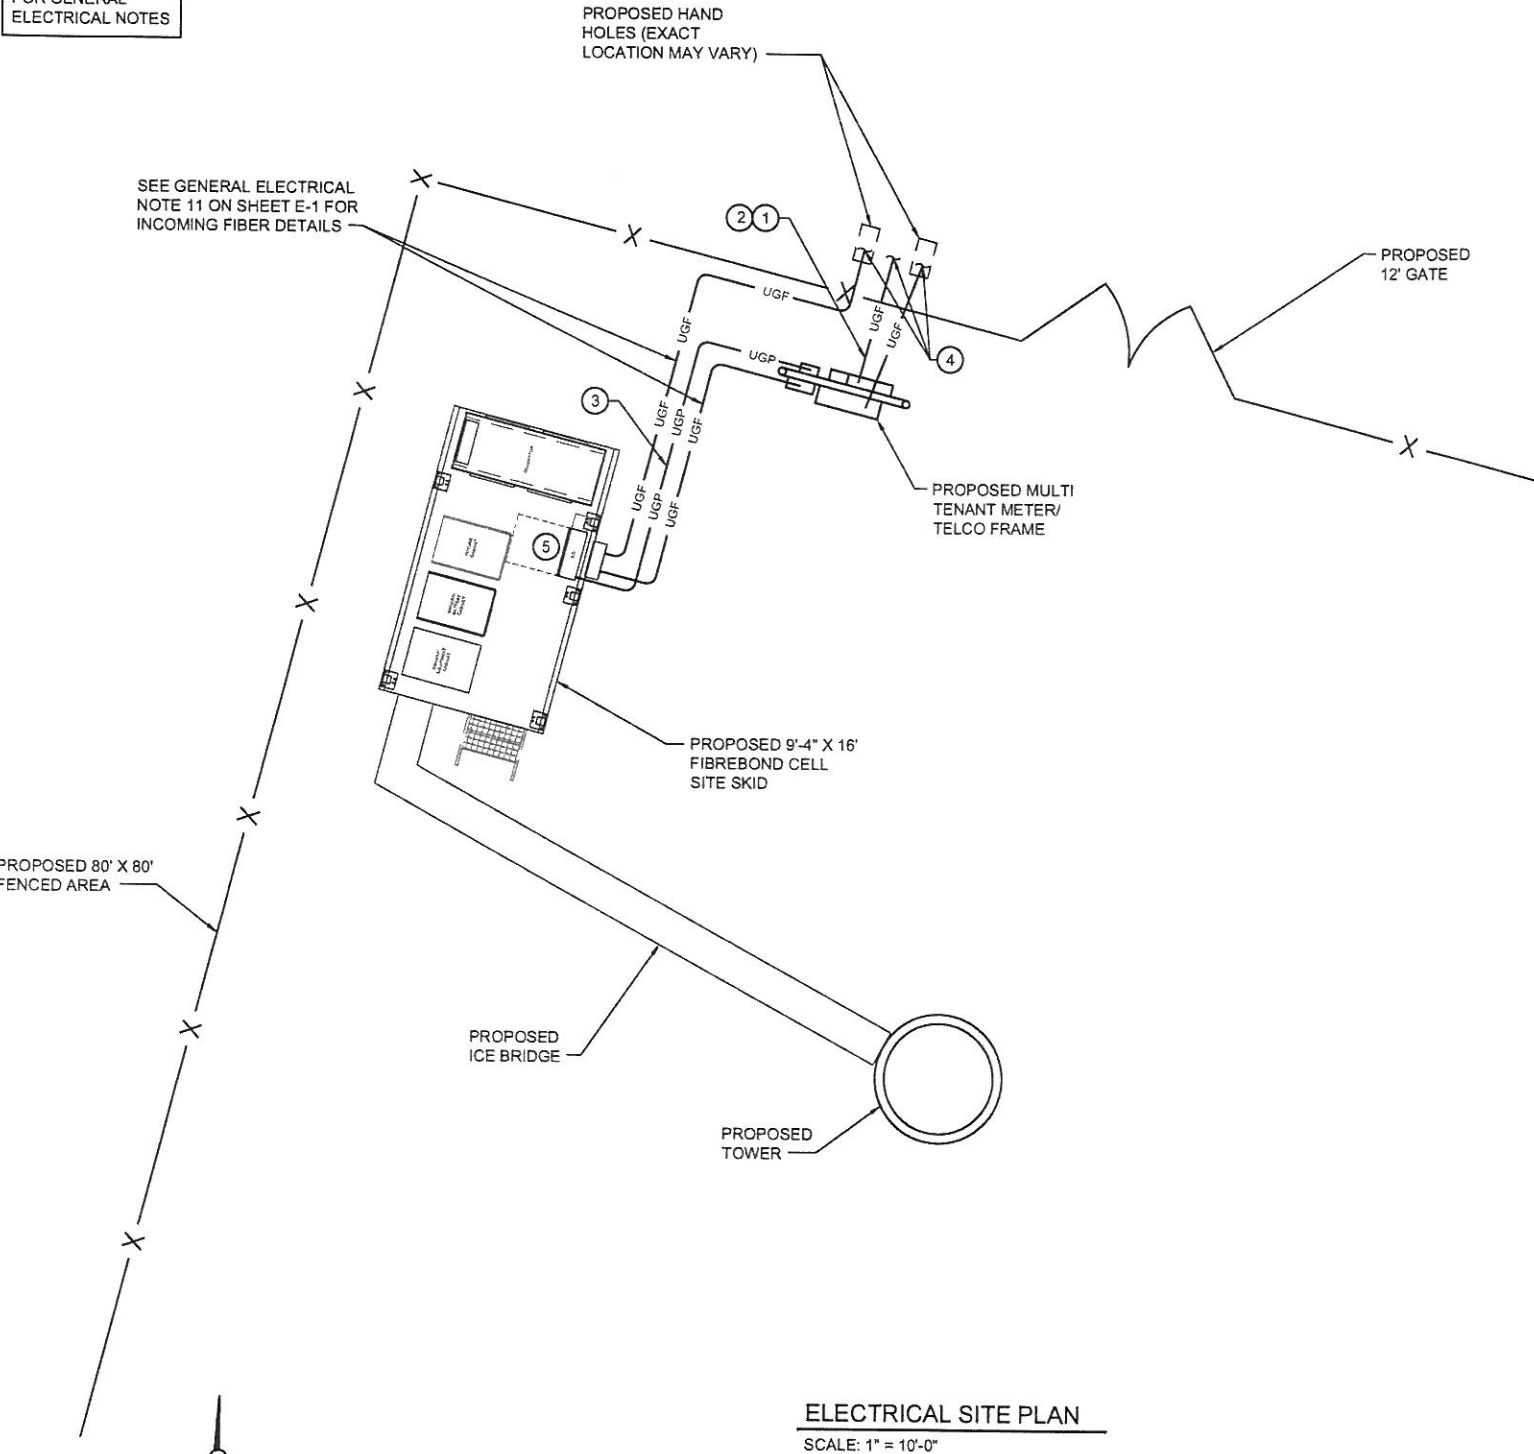 FOR GENERAL
ELECTRICAL NOTES
PROPOSED HAND
HOLES (EXACT
LOCATION MAY VARY)
SEE GENERAL ELECTRICAL
NOTE 11 ON SHEET E-1 FOR
INCOMING FIBER DETAILS
2 1
PROPOSED
12' GATE
UGF
UGF
UGF
UGF
UGP
4
3
UGF
UGP
UGF
PROPOSED MULTI
TENANT METER/
TELCO FRAME
UGF
UGP
UGF
5
FUTURE
CABINET
CABINET
PROPOSED 9'-4" X 16'
FIBREBOND CELL
SITE SKID
PROPOSED 80' X 80'
FENCED AREA
PROPOSED
ICE BRIDGE
PROPOSED
TOWER
ELECTRICAL SITE PLAN
SCALE: 1" = 10'-0"